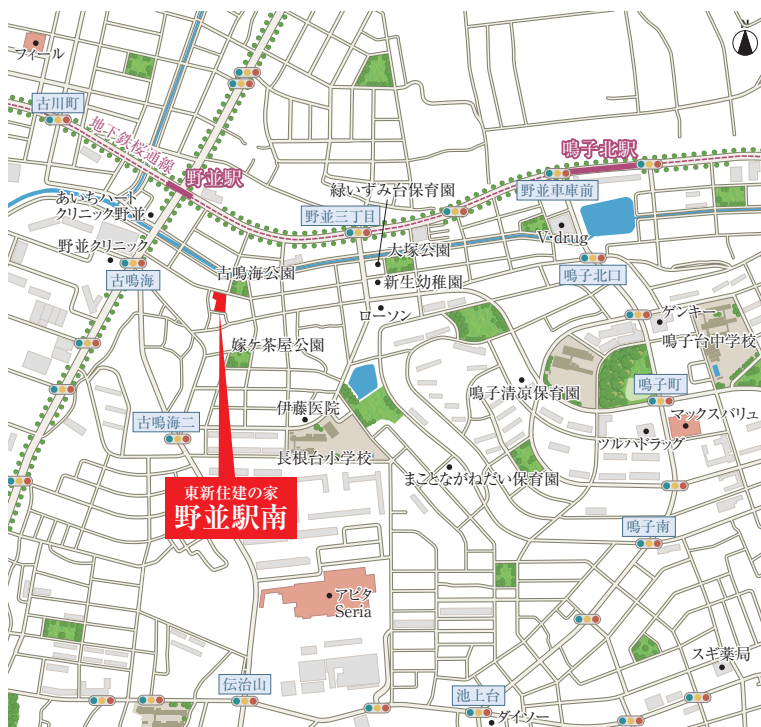 N
フィール
古川町
地下鉄桜通線
野並駅
鳴子北駅
あいちハート
クリニック野並
緑いずみ台保育園
野並車庫前
野並三丁目
V·drug
野並クリニック
大塚公園
古鳴海
古鳴海公園
新生幼稚園
鳴子北口
ローソン
ゲンキー
鳴子台中学校
嫁ケ茶屋公園
鳴子清凉保育園
鳴子町
伊藤医院
マックスバリュ
古鳴海二
ツルハドラッグ
長根台小学校
まことながねだい保育園
東新住建の家
野並駅南
鳴子南
アピタ
Seria
スギ薬局
伝治山
池上台
ダイソー